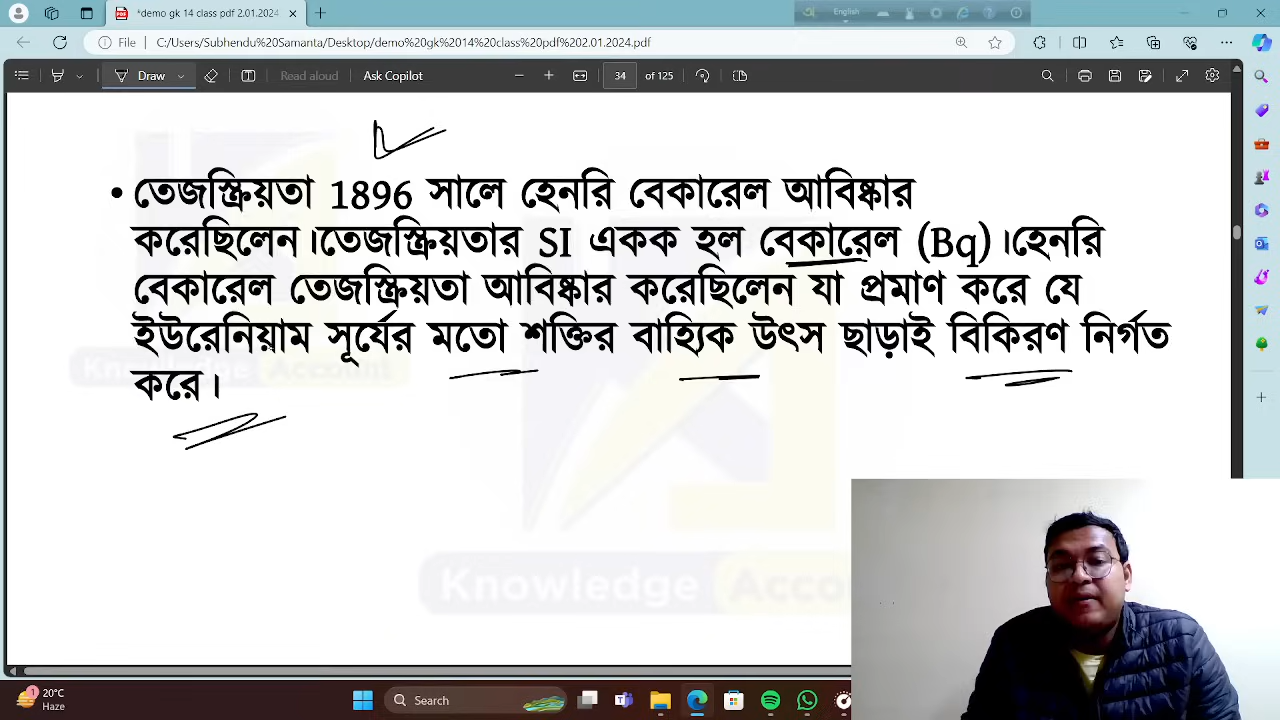 *demo gk 14 class pdf 2.01.2024
English
File
C:/Users/Subhendu%20Samanta/Desktop/demo%20gk%2014%20class%20pdf%202.01.2024.pdf
Draw
Read aloud
Ask Copilot
34 of 125
• তেজস্ক্রিয়তা 1896 সালে হেনরি বেকারেল আবিষ্কার
করেছিলেন।তেজস্ক্রিয়তার SI একক হল বেকারেল (Bq)।হেনরি
বেকারেল তেজস্ক্রিয়তা আবিষ্কার করেছিলেন যা প্রমাণ করে যে
ইউরেনিয়াম সূর্যের মতো শক্তির বাহ্যিক উৎস ছাড়াই বিকিরণ নির্গত
করে।
Knowledge Account
Knowledge Accou
20°C
Haze
Search